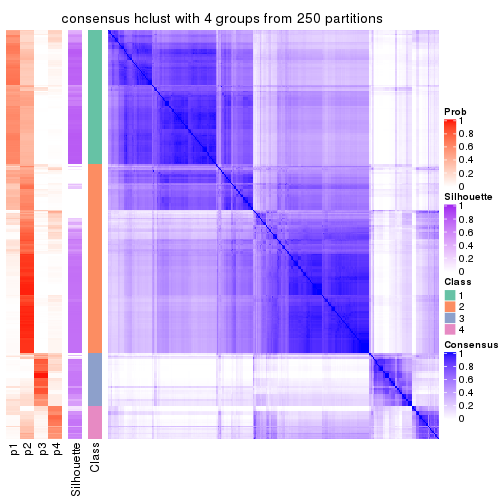 consensus hclust with 4 groups from 250 partitions
Prob
1
0.8
0.6
0.4
0.2
0
Silhouette
1
0.8
0.6
0.4
0.2
0
Class
1
2
3
4
Consensus
1
0.8
0.6
0.4
0.2
0
p1
p2
p3
p4
Silhouette
Class